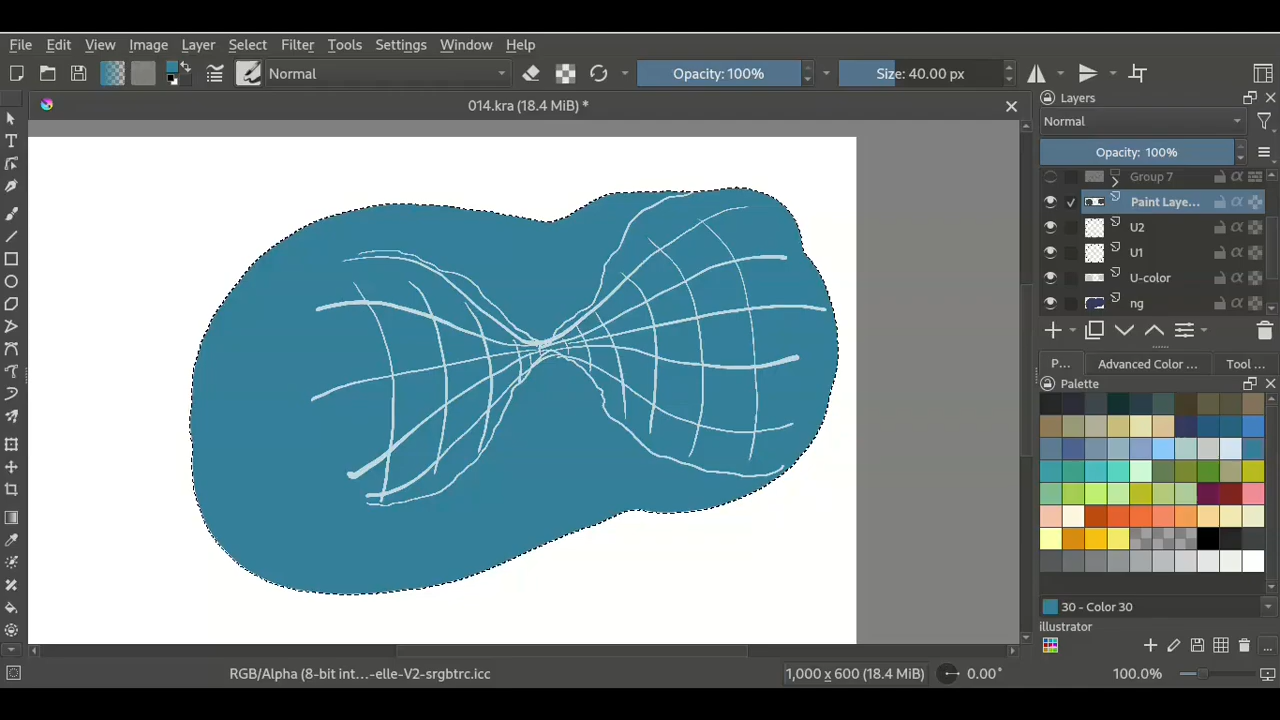 File Edit View Image Layer Select Filter Tools Settings Window Help
Normal Opacity: 100% Size: 40.00 px
014.kra (18.4 MiB) *
Layers
Normal
Opacity: 100%
Group 7
Paint Laye...
U2
U1
U-color
ng
P... Advanced Color ... Tool ...
Palette
30 - Color 30
illustrator
...
RGB/Alpha (8-bit int...-elle-V2-srgbtrc.icc 1,000 x 600 (18.4 MiB) 0.00° 100.0%